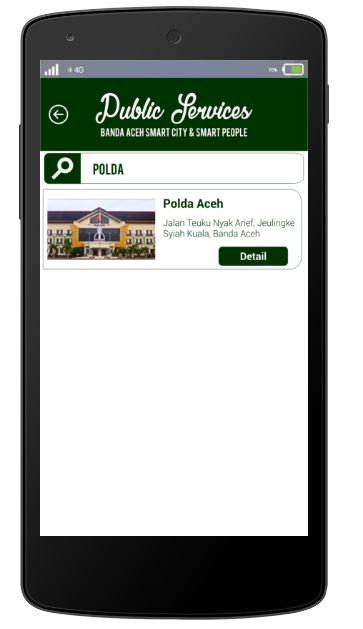 4G
70%
Public Services
BANDA ACEH SMART CITY & SMART PEOPLE
POLDA
Polda Aceh
Jalan Teuku Nyak Arief, Jeulingke
Syiah Kuala, Banda Aceh
Detail